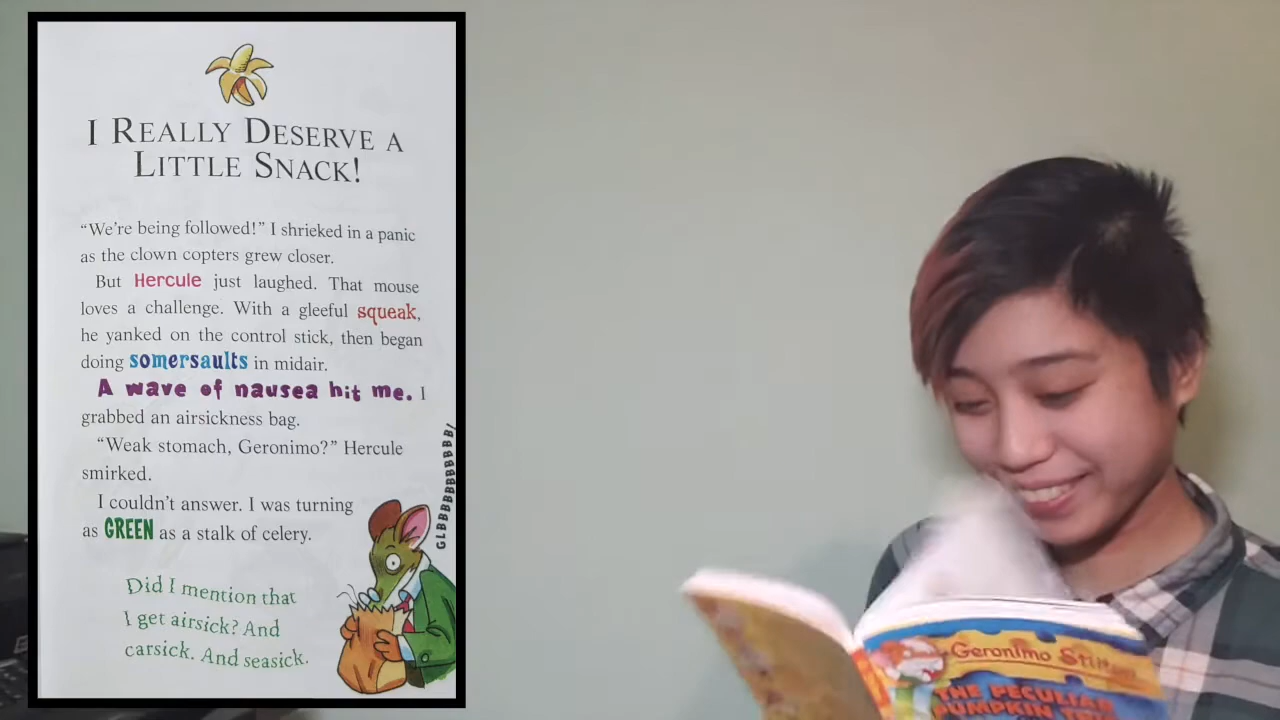 I REALLY DESERVE A
LITTLE SNACK!
“We’re being followed!” I shrieked in a panic
as the clown copters grew closer.
But Hercule just laughed. That mouse
loves a challenge. With a gleeful squeak,
he yanked on the control stick, then began
doing somersaults in midair.
A wave of nausea hit me. I
grabbed an airsickness bag.
“Weak stomach, Geronimo?” Hercule
smirked.
I couldn’t answer. I was turning
as GREEN as a stalk of celery.
Did I mention that
I get airsick? And
carsick. And seasick.
Geronimo
THE PECULIAR
PUMPKIN